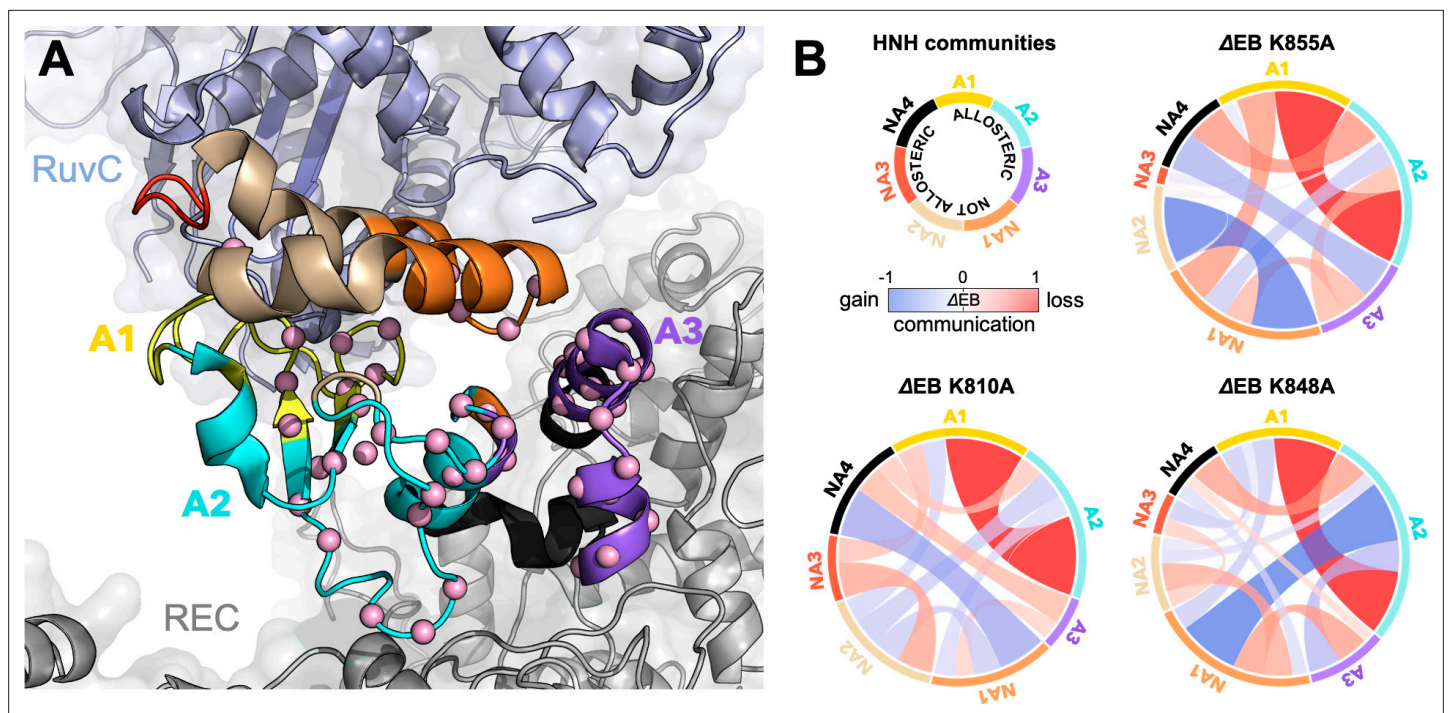 A
RuvC
A1
A2
A3
REC
B
HNH communities
A1
A2
A3
NA1
NA2
NA3
NA4
ALLOSTERIC
NOT ALLOSTERIC
-1 0 1
gain ΔEB loss
communication
ΔEB K855A
A1
A2
A3
NA1
NA2
NA3
NA4
ΔEB K810A
A1
A2
A3
NA1
NA2
NA3
NA4
ΔEB K848A
A1
A2
A3
NA1
NA2
NA3
NA4